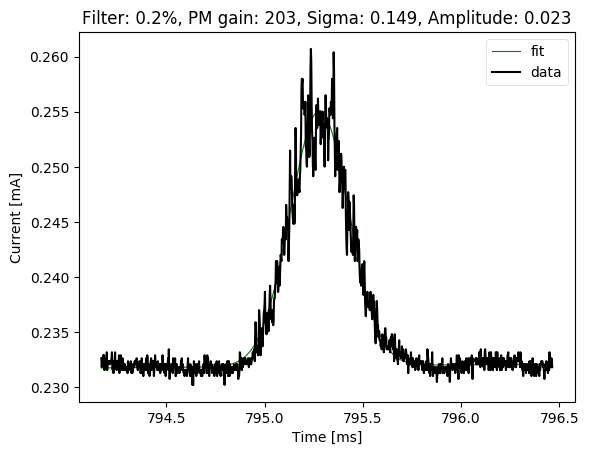 Filter: 0.2%, PM gain: 203, Sigma: 0.149, Amplitude: 0.023
fit
data
0.260
0.255
0.250
0.245
0.240
0.235
0.230
Current [mA]
794.5 795.0 795.5 796.0 796.5
Time [ms]